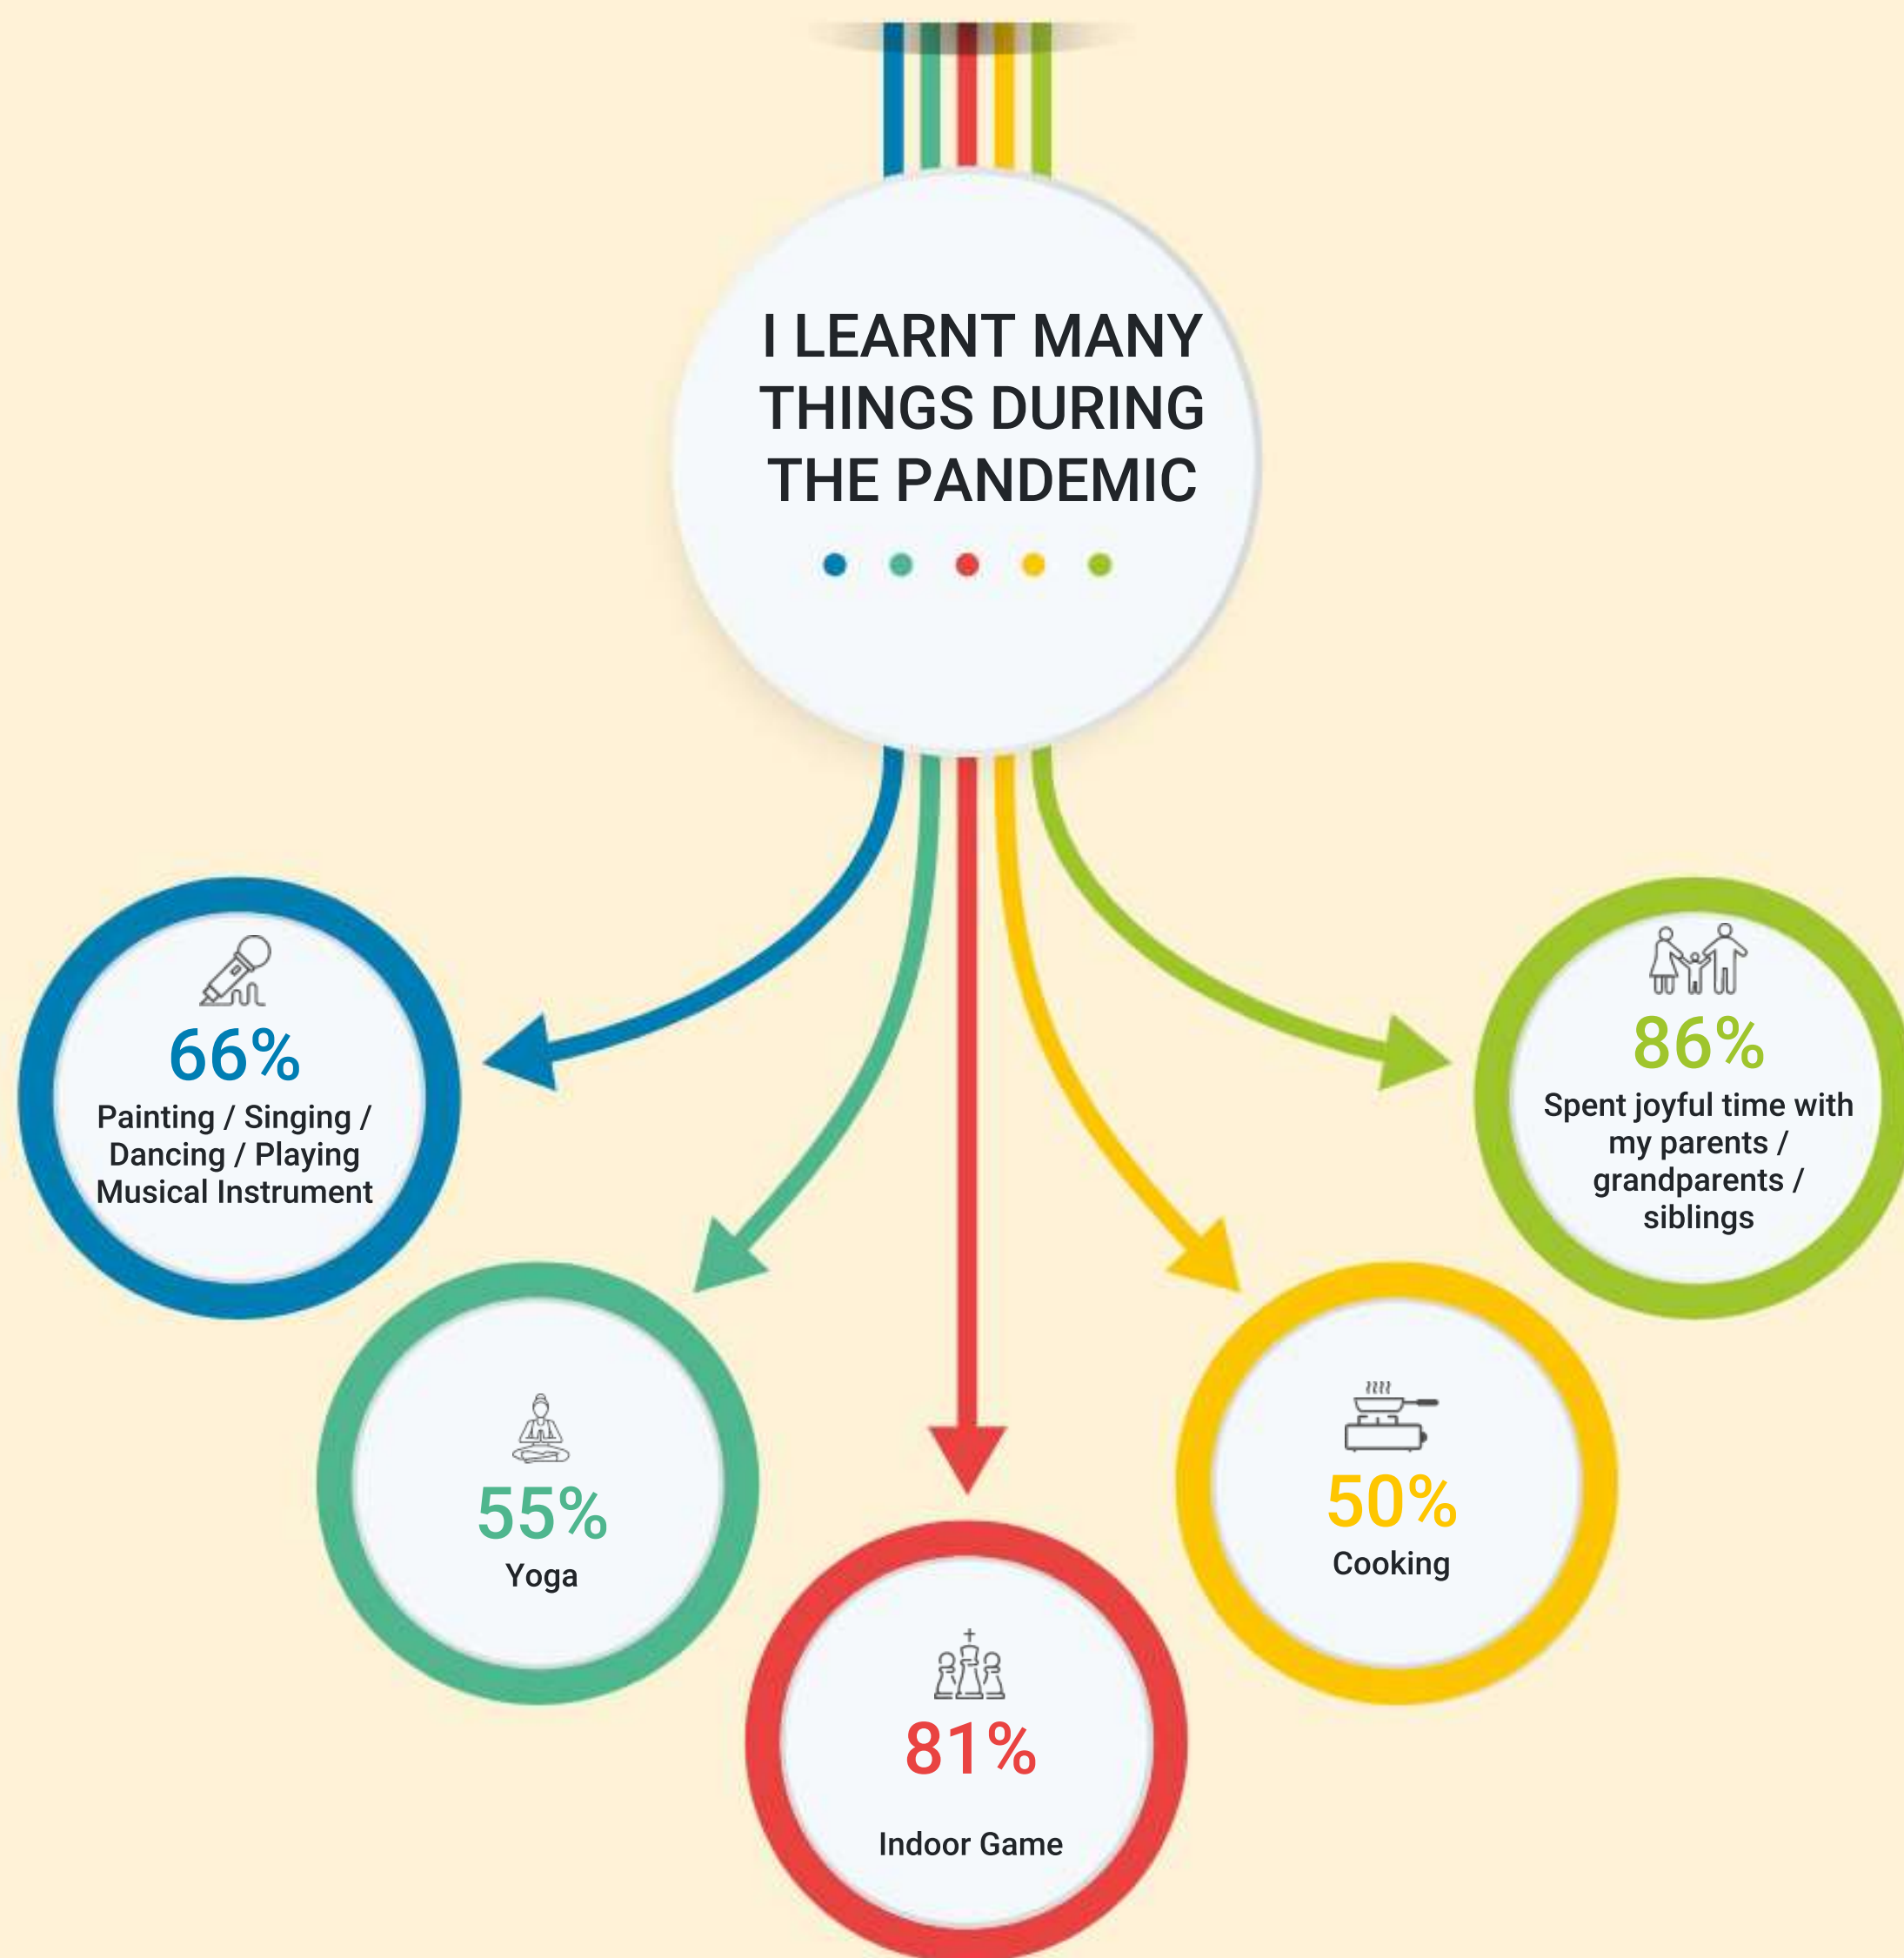 I LEARNT MANY
THINGS DURING
THE PANDEMIC
66%
Painting / Singing /
Dancing / Playing
Musical Instrument
86%
Spent joyful time with
my parents /
grandparents /
siblings
55%
Yoga
50%
Cooking
81%
Indoor Game